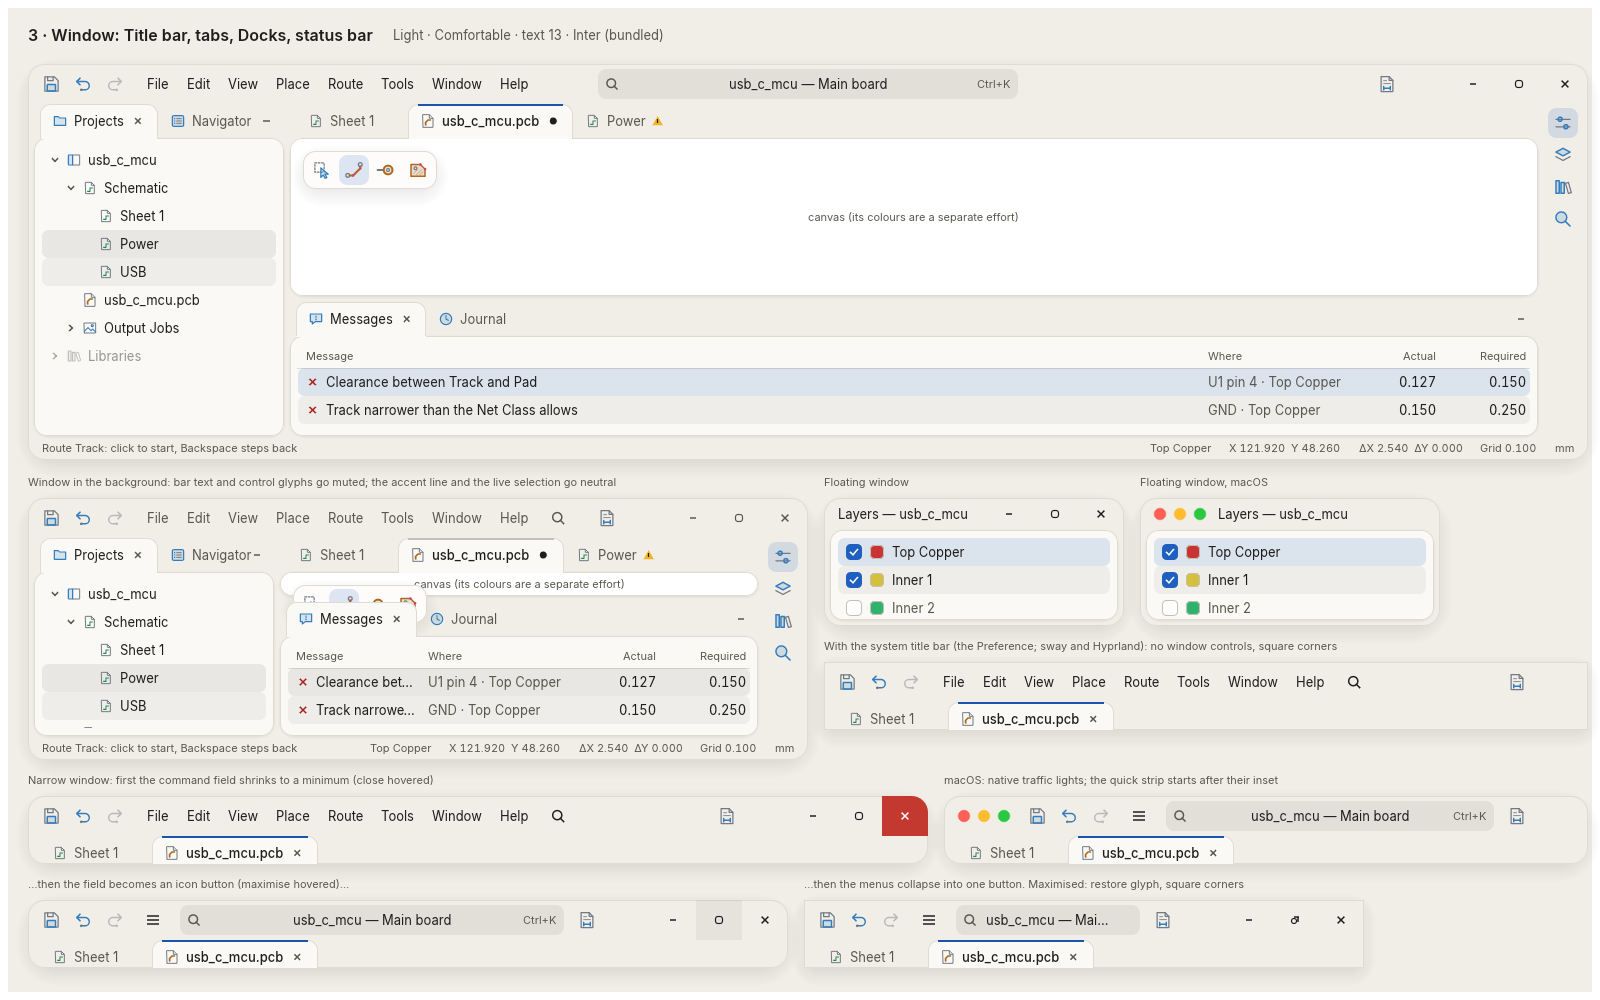 3 · Window: Title bar, tabs, Docks, status bar Light · Comfortable · text 13 · Inter (bundled)
File Edit View Place Route Tools Window Help usb_c_mcu — Main board Ctrl+K
Projects Navigator Sheet 1 usb_c_mcu.pcb Power
usb_c_mcu
Schematic
Sheet 1
Power
USB
usb_c_mcu.pcb
Output Jobs
Libraries
canvas (its colours are a separate effort)
Messages Journal
Message Where Actual Required
Clearance between Track and Pad U1 pin 4 · Top Copper 0.127 0.150
Track narrower than the Net Class allows GND · Top Copper 0.150 0.250
Route Track: click to start, Backspace steps back Top Copper X 121.920 Y 48.260 ΔX 2.540 ΔY 0.000 Grid 0.100 mm
Window in the background: bar text and control glyphs go muted; the accent line and the live selection go neutral
File Edit View Place Route Tools Window Help
Projects Navigator Sheet 1 usb_c_mcu.pcb Power
usb_c_mcu
Schematic
Sheet 1
Power
USB
canvas (its colours are a separate effort)
Messages Journal
Message Where Actual Required
Clearance bet... U1 pin 4 · Top Copper 0.127 0.150
Track narrowe... GND · Top Copper 0.150 0.250
Route Track: click to start, Backspace steps back Top Copper X 121.920 Y 48.260 ΔX 2.540 ΔY 0.000 Grid 0.100 mm
Floating window
Layers — usb_c_mcu
Top Copper
Inner 1
Inner 2
Floating window, macOS
Layers — usb_c_mcu
Top Copper
Inner 1
Inner 2
With the system title bar (the Preference; sway and Hyprland): no window controls, square corners
File Edit View Place Route Tools Window Help
Sheet 1 usb_c_mcu.pcb
Narrow window: first the command field shrinks to a minimum (close hovered)
File Edit View Place Route Tools Window Help
Sheet 1 usb_c_mcu.pcb
macOS: native traffic lights; the quick strip starts after their inset
usb_c_mcu — Main board Ctrl+K
Sheet 1 usb_c_mcu.pcb
...then the field becomes an icon button (maximise hovered)...
usb_c_mcu — Main board Ctrl+K
Sheet 1 usb_c_mcu.pcb
...then the menus collapse into one button. Maximised: restore glyph, square corners
usb_c_mcu — Mai...
Sheet 1 usb_c_mcu.pcb